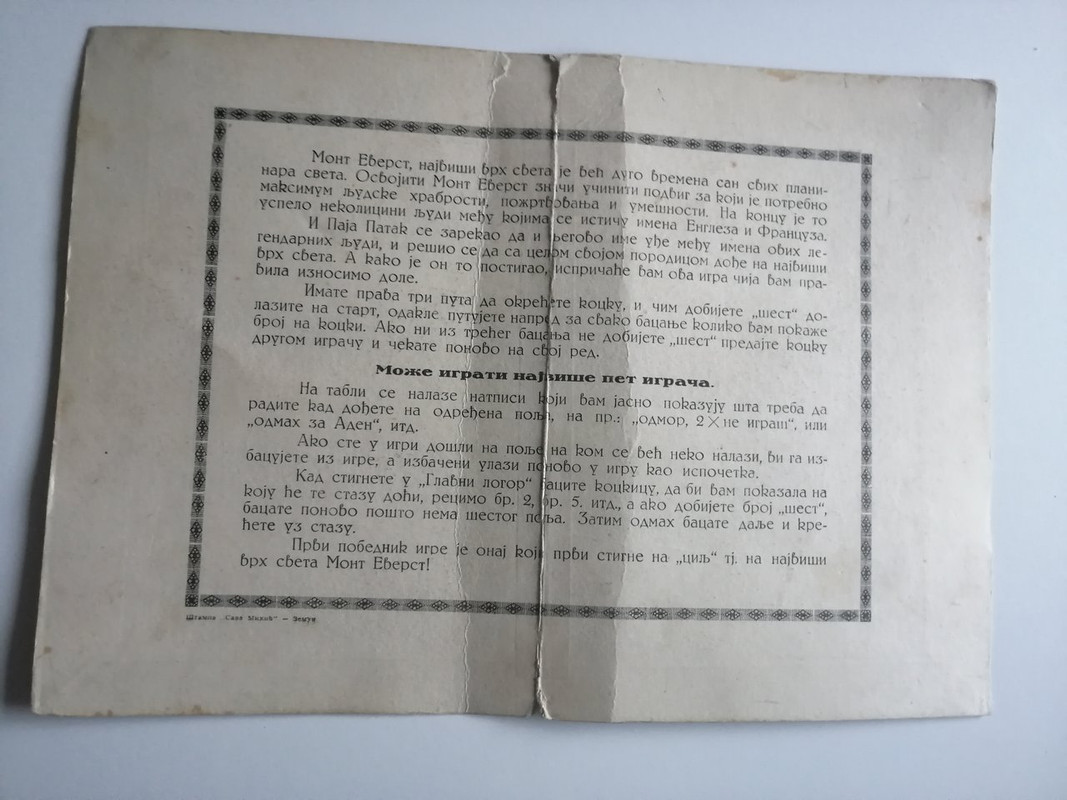 Монт Еверст, највиши врх света је већ дуго времена сан свих плани-
нара света. Освојити Монт Еверст значи учинити подвиг за који је потребно
максимум људске храбрости, пожртвовања и умешности. На концу је то
успело неколицини људи међу којима се истичу имена Енглеза и Француза.
И Паја Патак се зарекао да и његово име уђе међу имена ових ле-
гендарних људи, и решио се да са целом својом породицом дође на највиши
врх света. А како је он то постигао, испричаће вам ова игра чија вам пра-
вила износимо доле.
Имате права три пута да окрећете коцку, и чим добијете „шест“ до-
лазите на старт, одакле путујете напред за свако бацање колико вам покаже
број на коцки. Ако ни из трећег бацања не добијете „шест“ предајте коцку
другом играчу и чекате поново на свој ред.
Може играти највише пет играча.
На табли се налазе натписи који вам јасно показују шта треба да
радите кад дођете на одређена поља, на пр.: „одмор, 2 × не играш“, или
„одмах за Аден“, итд.
Ако сте у игри дошли на поље на ком се већ неко налази, ви га из-
бацујете из игре, а избачени улази поново у игру као испочетка.
Кад стигнете у „Главни логор“ баците коцкицу, да би вам показала на
коју ће те стазу доћи, рецимо бр. 2, бр. 5. итд., а ако добијете број „шест“,
бацате поново пошто нема шестог поља. Затим одмах бацате даље и кре-
ћете уз стазу.
Први победник игре је онај који први стигне на „циљ“ тј. на највиши
врх света Монт Еверст!
Штампа „Сава Михић“ — Земун